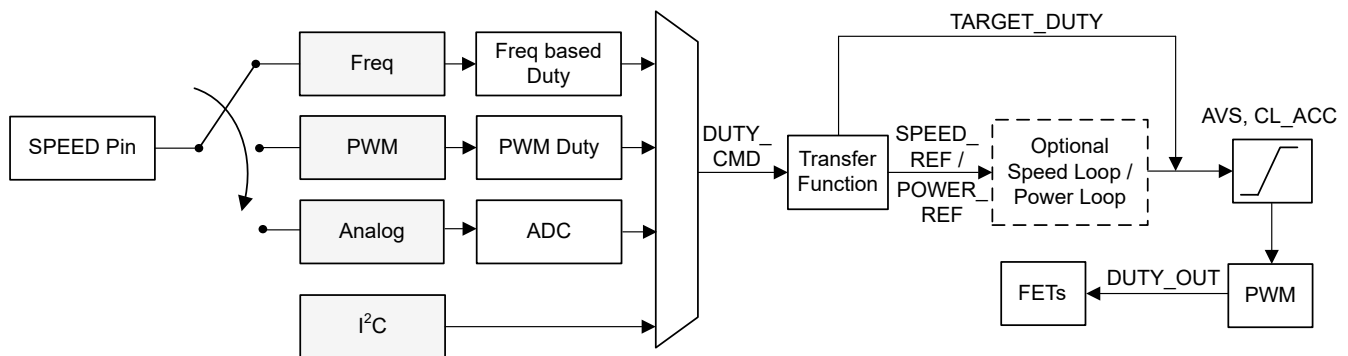 TARGET_DUTY
Freq
Freq based
Duty
AVS, CL_ACC
SPEED Pin
PWM
PWM Duty
DUTY_
CMD
Transfer
Function
SPEED_
REF /
POWER_
REF
Optional
Speed Loop /
Power Loop
Analog
ADC
FETs
DUTY_OUT
PWM
I²C